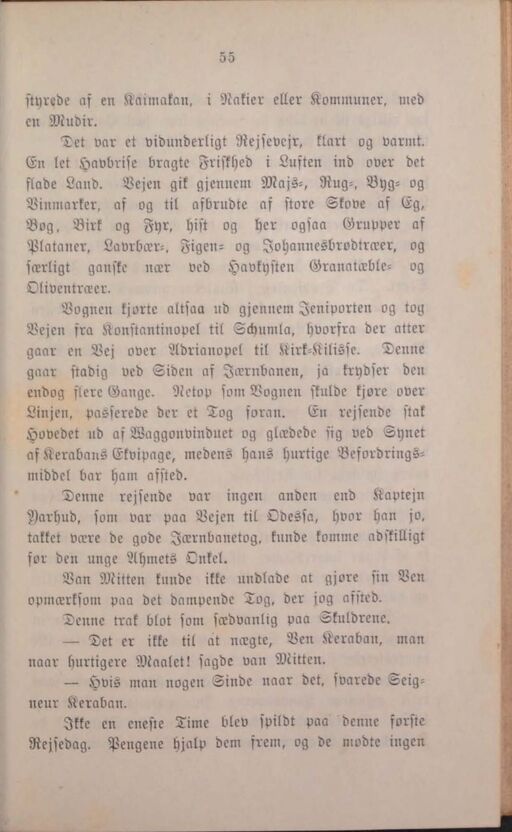 55
styrede af en Kaimakan, i Nakier eller Kommuner, med
en Mudir.
Det var et vidunderligt Rejsevejr, klart og varmt.
En let Havbrise bragte Friskhed i Luften ind over det
flade Land. Vejen gik gjennem Majs-, Rug-, Byg- og
Vinmarker, af og til afbrudte af store Skove af Eg,
Bøg, Birk og Fyr, hist og her ogsaa Grupper af
Plataner, Lavrbær-, Figen- og Johannesbrødtræer, og
særligt ganske nær ved Havkysten Granatæble- og
Oliventræer.
Vognen kjørte altsaa ud gjennem Jeniporten og tog
Vejen fra Konstantinopel til Schumla, hvorfra der atter
gaar en Vej over Adrianopel til Kirk-Kilisse. Denne
gaar stadig ved Siden af Jærnbanen, ja krydser den
endog flere Gange. Netop som Vognen skulde kjøre over
Linjen, passerede der et Tog foran. En rejsende stak
Hovedet ud af Waggonvinduet og glædede sig ved Synet
af Kerabans Ekvipage, medens hans hurtige Befordrings-
middel bar ham afsted.
Denne rejsende var ingen anden end Kaptejn
Yarhud, som var paa Vejen til Odessa, hvor han jo,
takket være de gode Jærnbanetog, kunde komme adskilligt
før den unge Ahmets Onkel.
Van Mitten kunde ikke undlade at gjøre sin Ven
opmærksom paa det dampende Tog, der jog afsted.
Denne trak blot som sædvanlig paa Skuldrene.
— Det er ikke til at nægte, Ven Keraban, man
naar hurtigere Maalet! sagde van Mitten.
— Hvis man nogen Sinde naar det, svarede Seig-
neur Keraban.
Ikke en eneste Time blev spildt paa denne første
Rejsedag. Pengene hjalp dem frem, og de mødte ingen